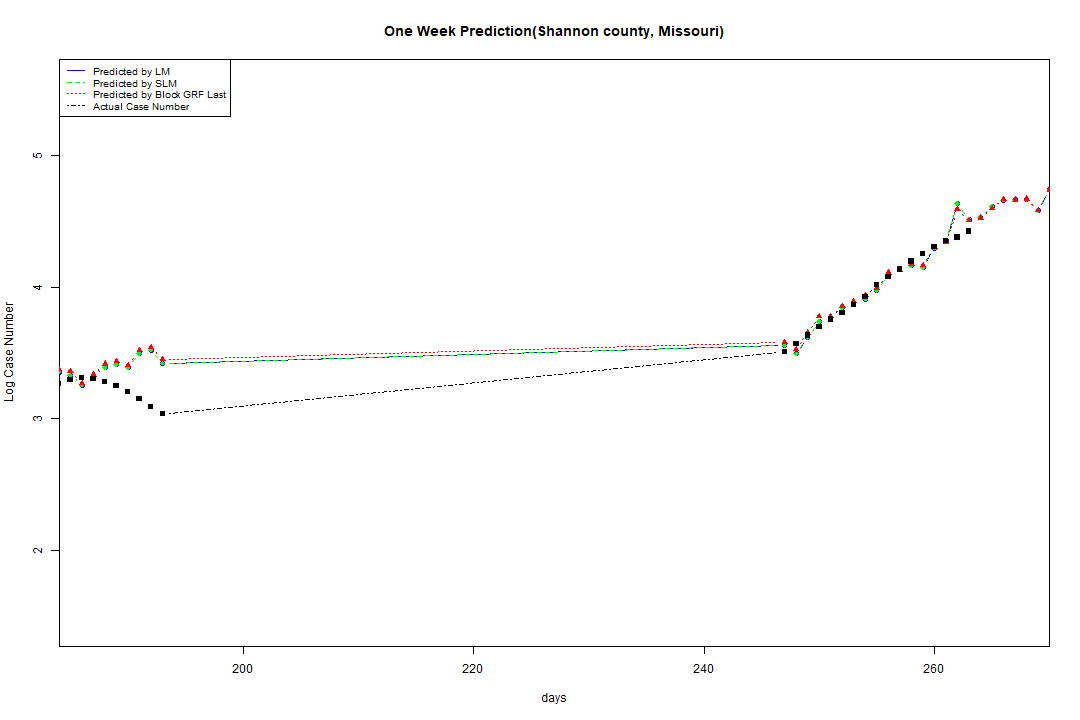 One Week Prediction(Shannon county, Missouri)
Predicted by LM
Predicted by SLM
Predicted by Block GRF Last
Actual Case Number
5
4
3
2
Log Case Number
200 220 240 260
days